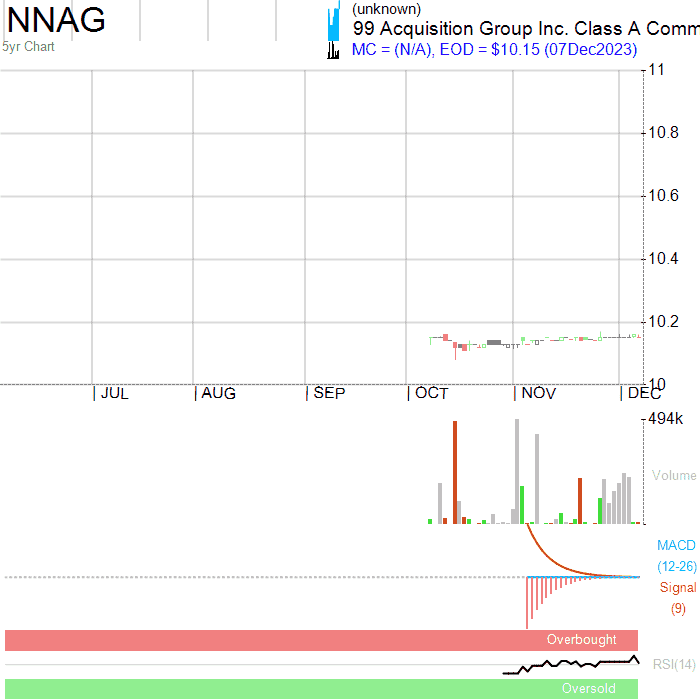 NNAG
5yr Chart
(unknown)
99 Acquisition Group Inc. Class A Comm
MC = (N/A), EOD = $10.15 (07Dec2023)
11
10.8
10.6
10.4
10.2
10
JUL AUG SEP OCT NOV DEC
494k
Volume
MACD
(12-26)
Signal
(9)
Overbought
RSI(14)
Oversold